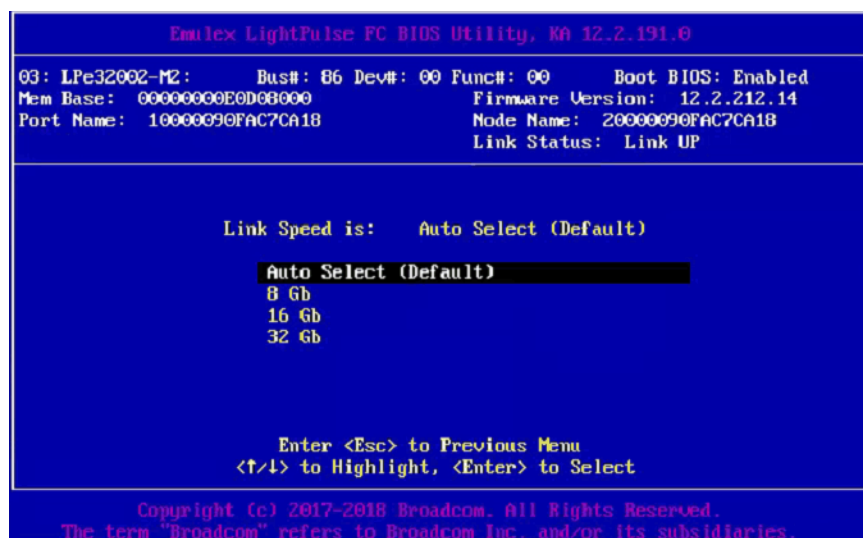 Emulex LightPulse FC BIOS Utility, KA 12.2.191.0
03: LPe32002-M2: Bus#: 86 Dev#: 00 Func#: 00 Boot BIOS: Enabled
Mem Base: 00000000E0D08000 Firmware Version: 12.2.212.14
Port Name: 10000090FAC7CA18 Node Name: 20000090FAC7CA18
Link Status: Link UP
Link Speed is: Auto Select (Default)
Auto Select (Default)
8 Gb
16 Gb
32 Gb
Enter <Esc> to Previous Menu
<↑/↓> to Highlight, <Enter> to Select
Copyright (c) 2017-2018 Broadcom. All Rights Reserved.
The term "Broadcom" refers to Broadcom Inc. and/or its subsidiaries.